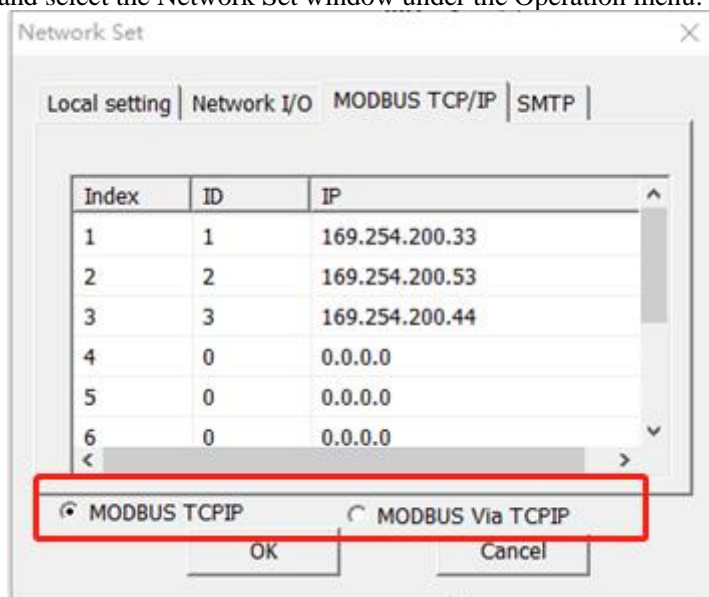 and select the Network Set window under the Operation menu.
Network Set
Local setting Network I/O MODBUS TCP/IP SMTP
Index ID IP
1 1 169.254.200.33
2 2 169.254.200.53
3 3 169.254.200.44
4 0 0.0.0.0
5 0 0.0.0.0
6 0 0.0.0.0
MODBUS TCPIP MODBUS Via TCPIP
OK Cancel